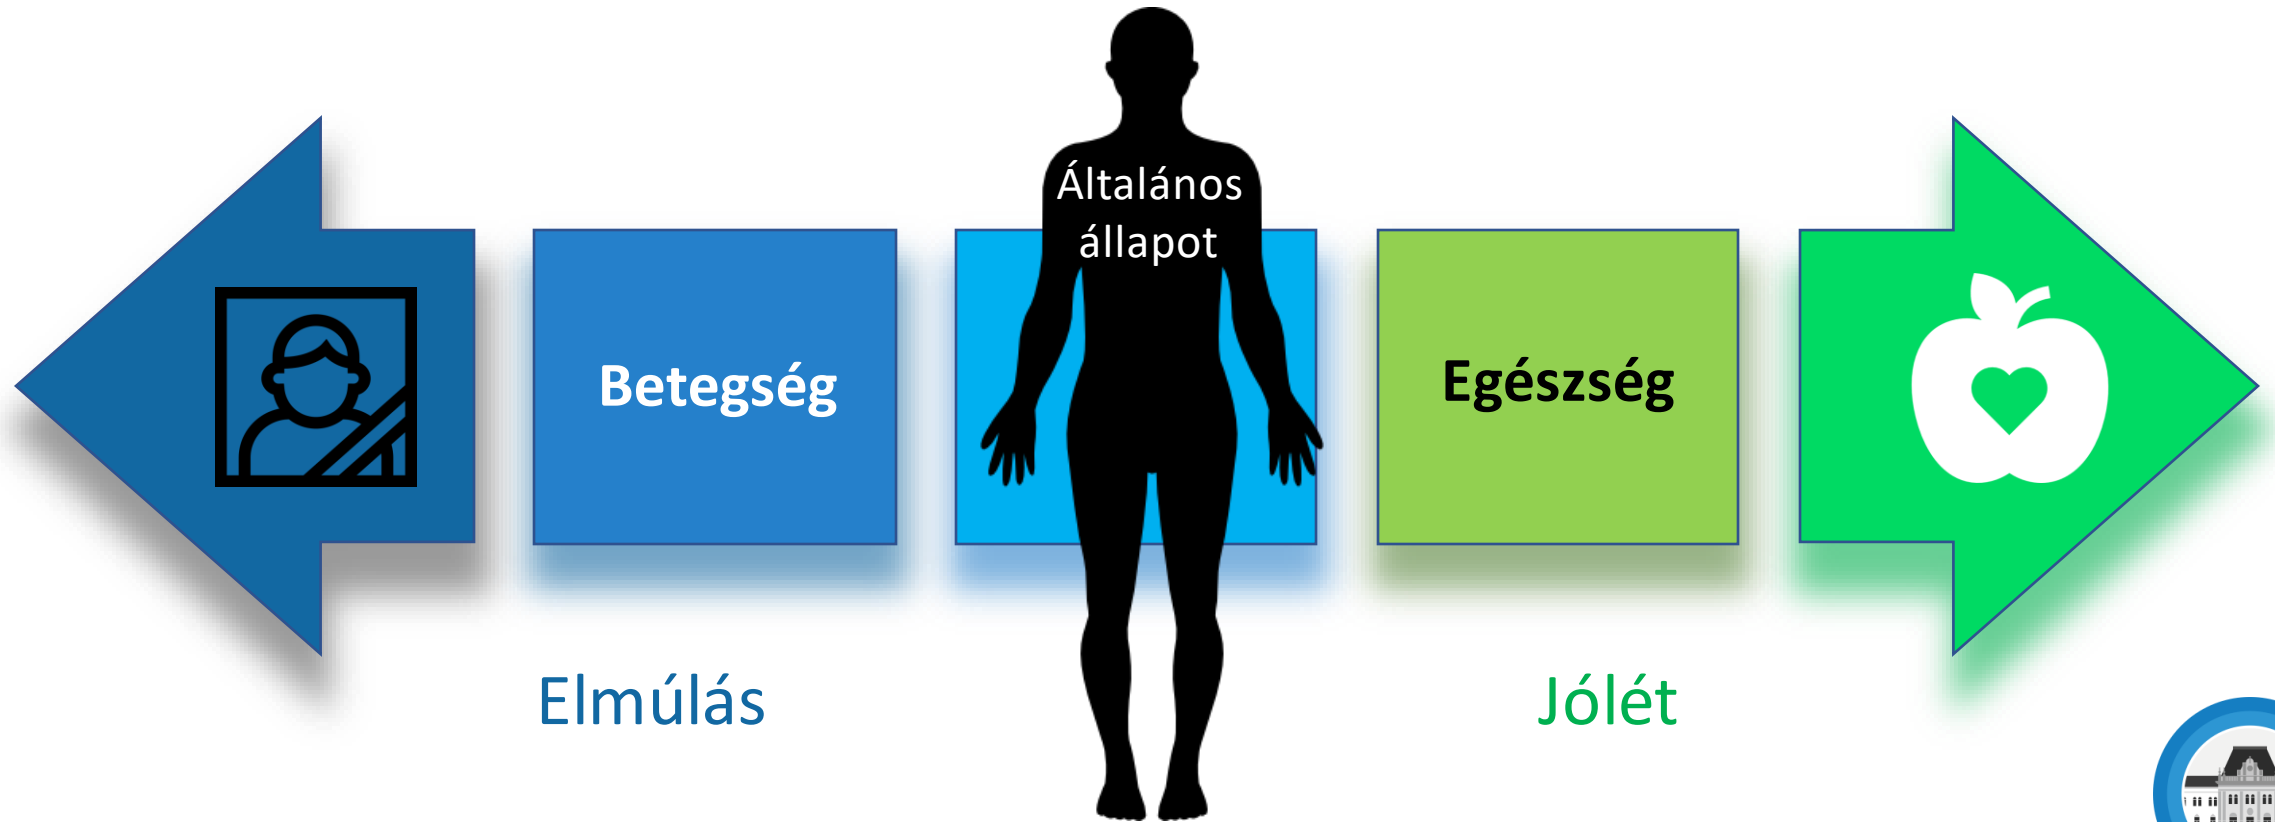 Általános
állapot
Betegség
Egészség
Elmúlás
Jólét